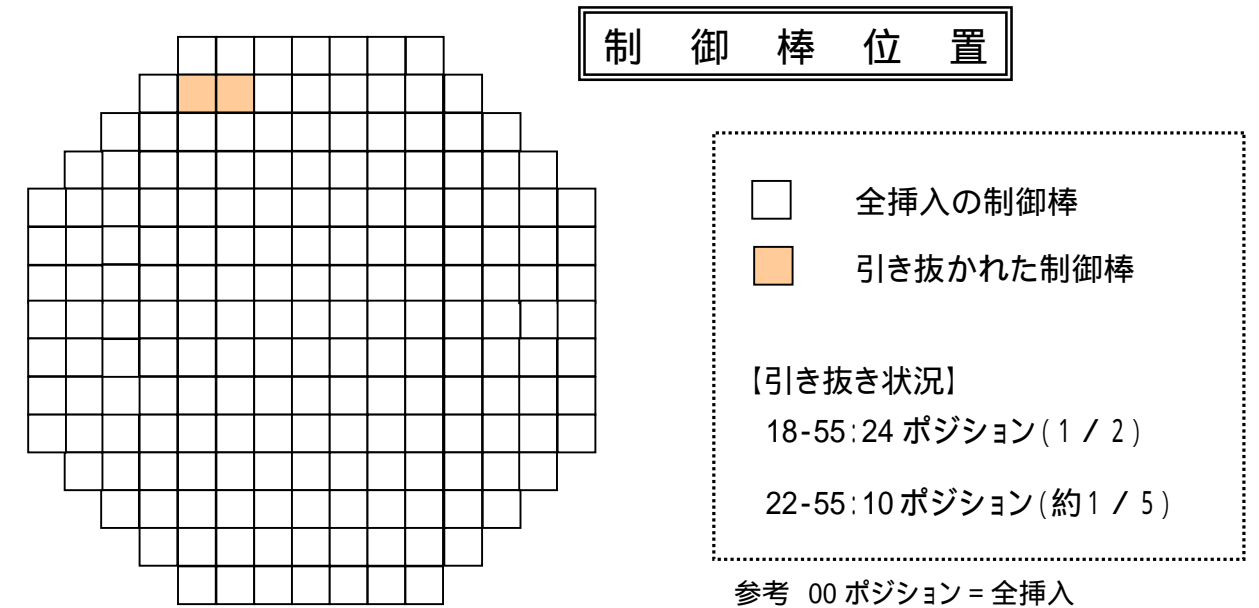 制 御 棒 位 置
全挿入の制御棒
引き抜かれた制御棒
【引き抜き状況】
18-55:24 ポジション(1/2)
22-55:10 ポジション(約1/5)
参考 00 ポジション=全挿入